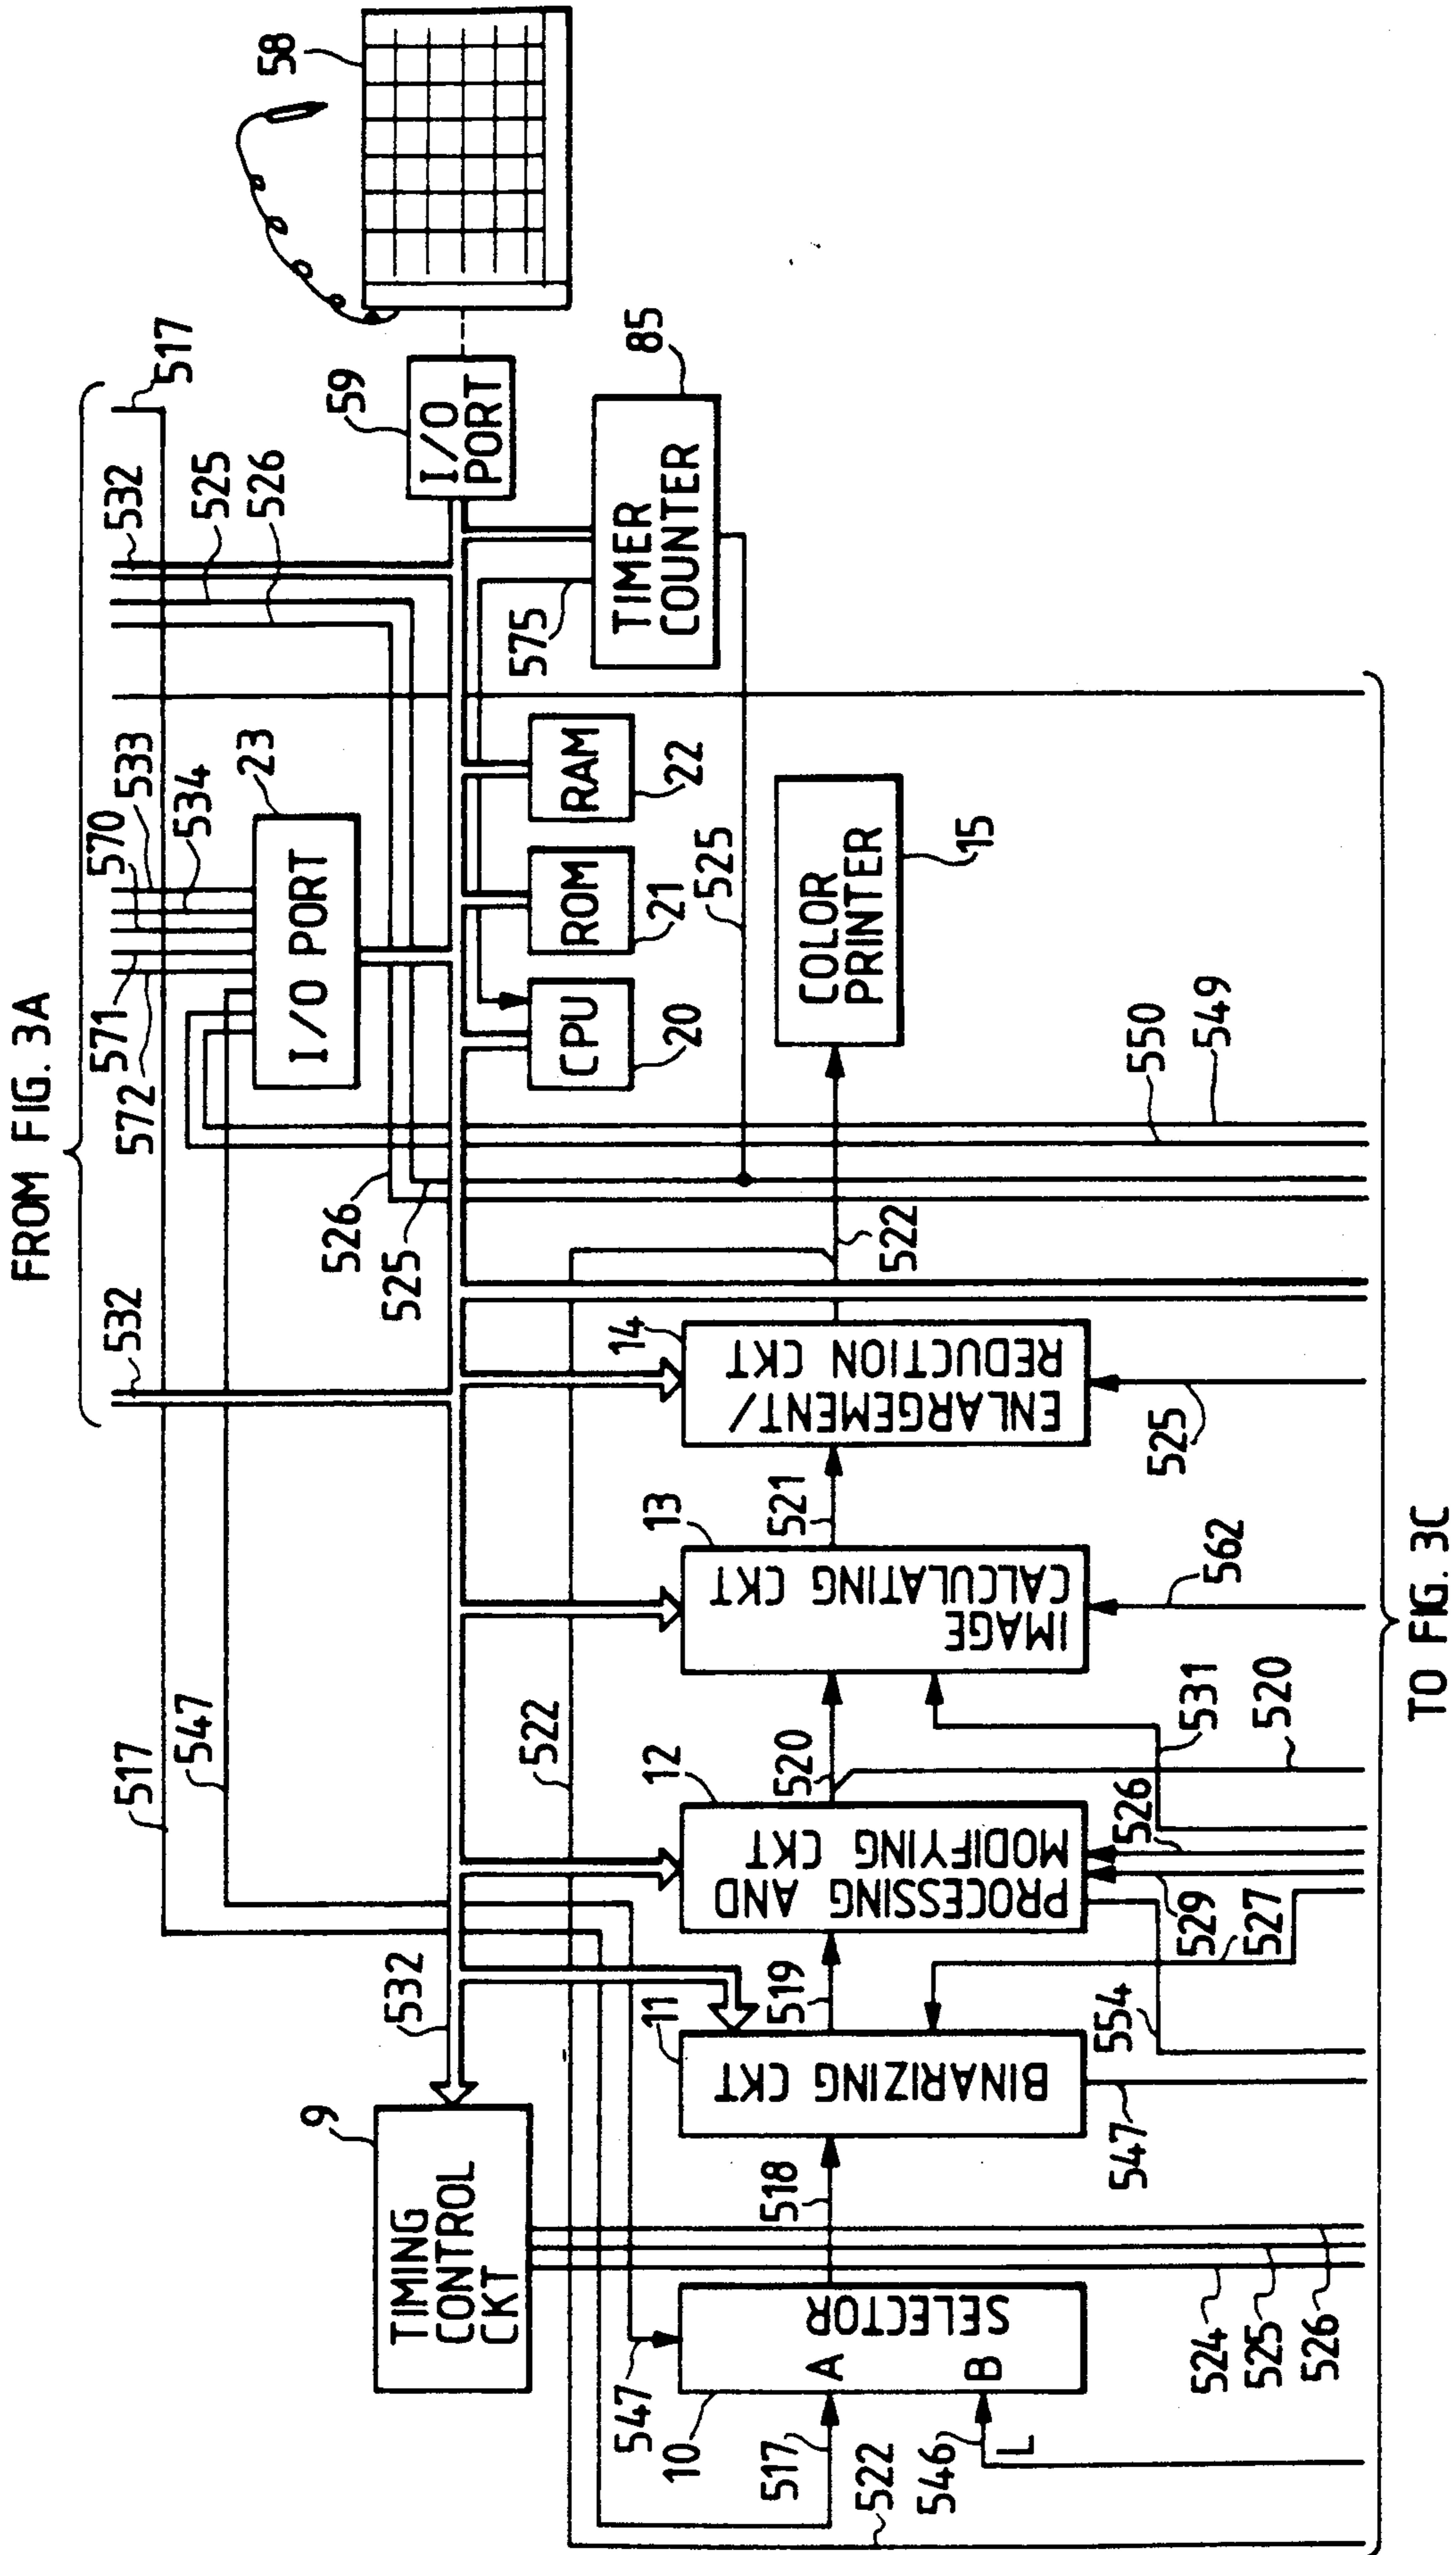 FROM FIG. 3A
532
517
547
571
572
570
533
534
23
I/O PORT
532
525
526
517
58
59
I/O
PORT
526
525
532
9
TIMING
CONTROL
CKT
CPU
20
ROM
21
RAM
22
575
TIMER
COUNTER
85
525
COLOR
PRINTER
15
522
547
10
SELECTOR
A
B
517
546
L
522
518
11
BINARIZING CKT
519
12
PROCESSING AND
MODIFYING CKT
520
13
IMAGE
CALCULATING CKT
521
14
ENLARGEMENT/
REDUCTION CKT
522
524
525
526
547
554
529
527
526
531
520
562
525
550
549
TO FIG. 3C